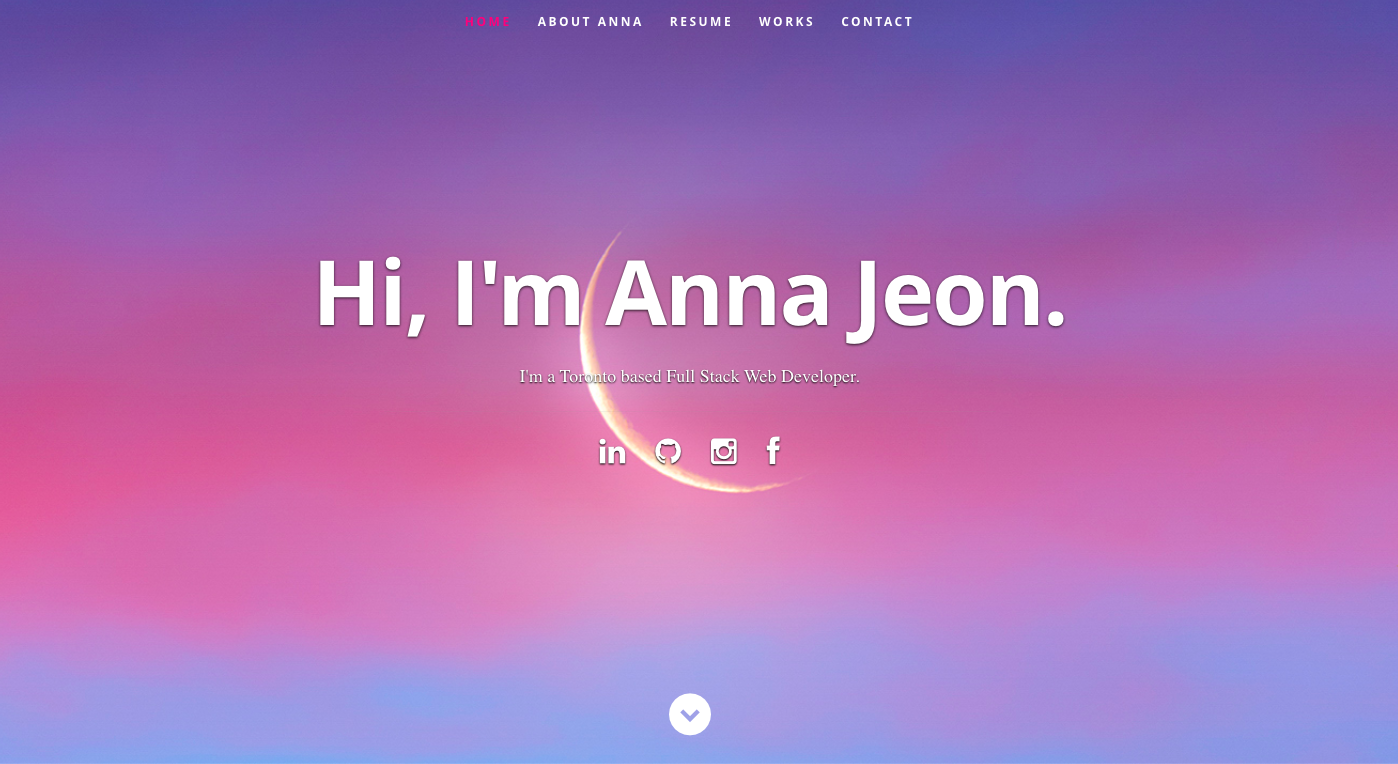 HOME ABOUT ANNA RESUME WORKS CONTACT
Hi, I'm Anna Jeon.
I'm a Toronto based Full Stack Web Developer.